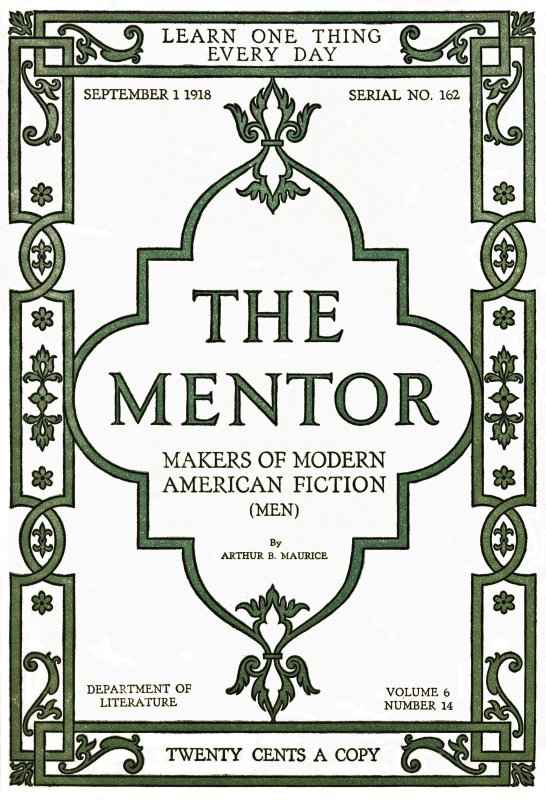 LEARN ONE THING
EVERY DAY
SEPTEMBER 1 1918
SERIAL NO. 162
THE
MENTOR
MAKERS OF MODERN
AMERICAN FICTION
(MEN)
By
ARTHUR B. MAURICE
DEPARTMENT OF
LITERATURE
VOLUME 6
NUMBER 14
TWENTY CENTS A COPY